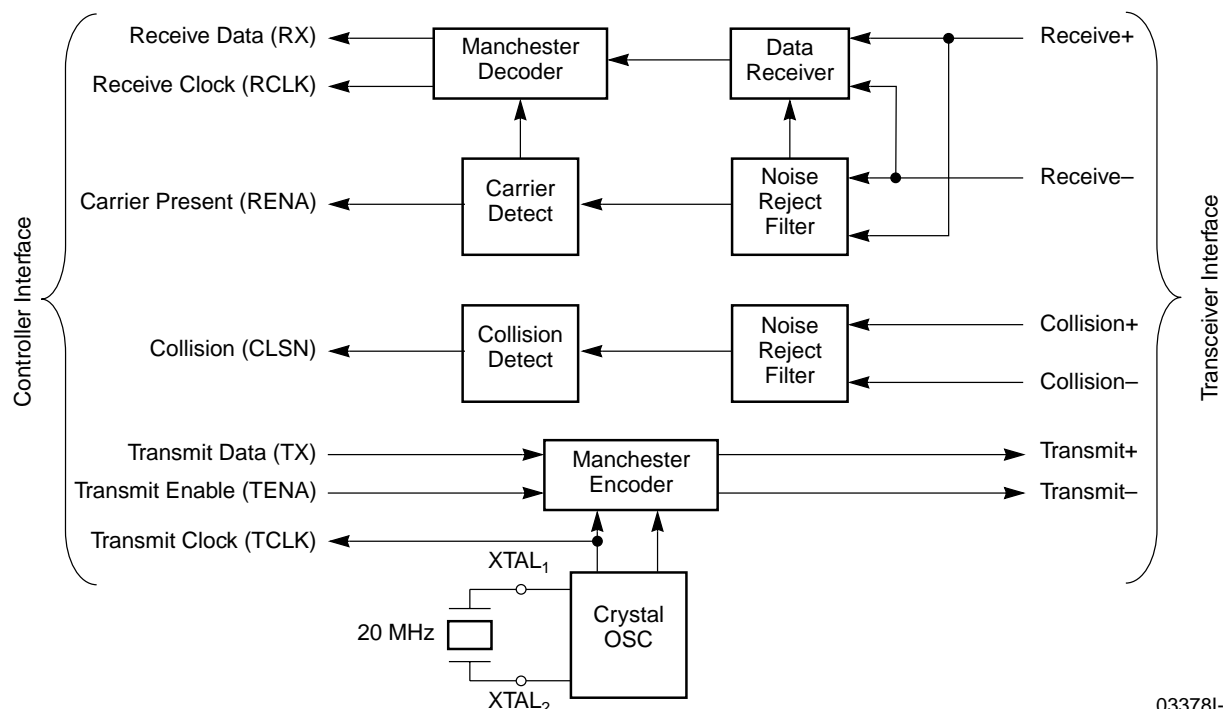 Receive Data (RX)
Receive Clock (RCLK)
Carrier Present (RENA)
Collision (CLSN)
Transmit Data (TX)
Transmit Enable (TENA)
Transmit Clock (TCLK)
Controller Interface
Manchester
Decoder
Data
Receiver
Carrier
Detect
Noise
Reject
Filter
Collision
Detect
Noise
Reject
Filter
Manchester
Encoder
XTAL₁
20 MHz
Crystal
OSC
XTAL₂
Receive+
Receive–
Collision+
Collision–
Transmit+
Transmit–
Transceiver Interface
03378I-